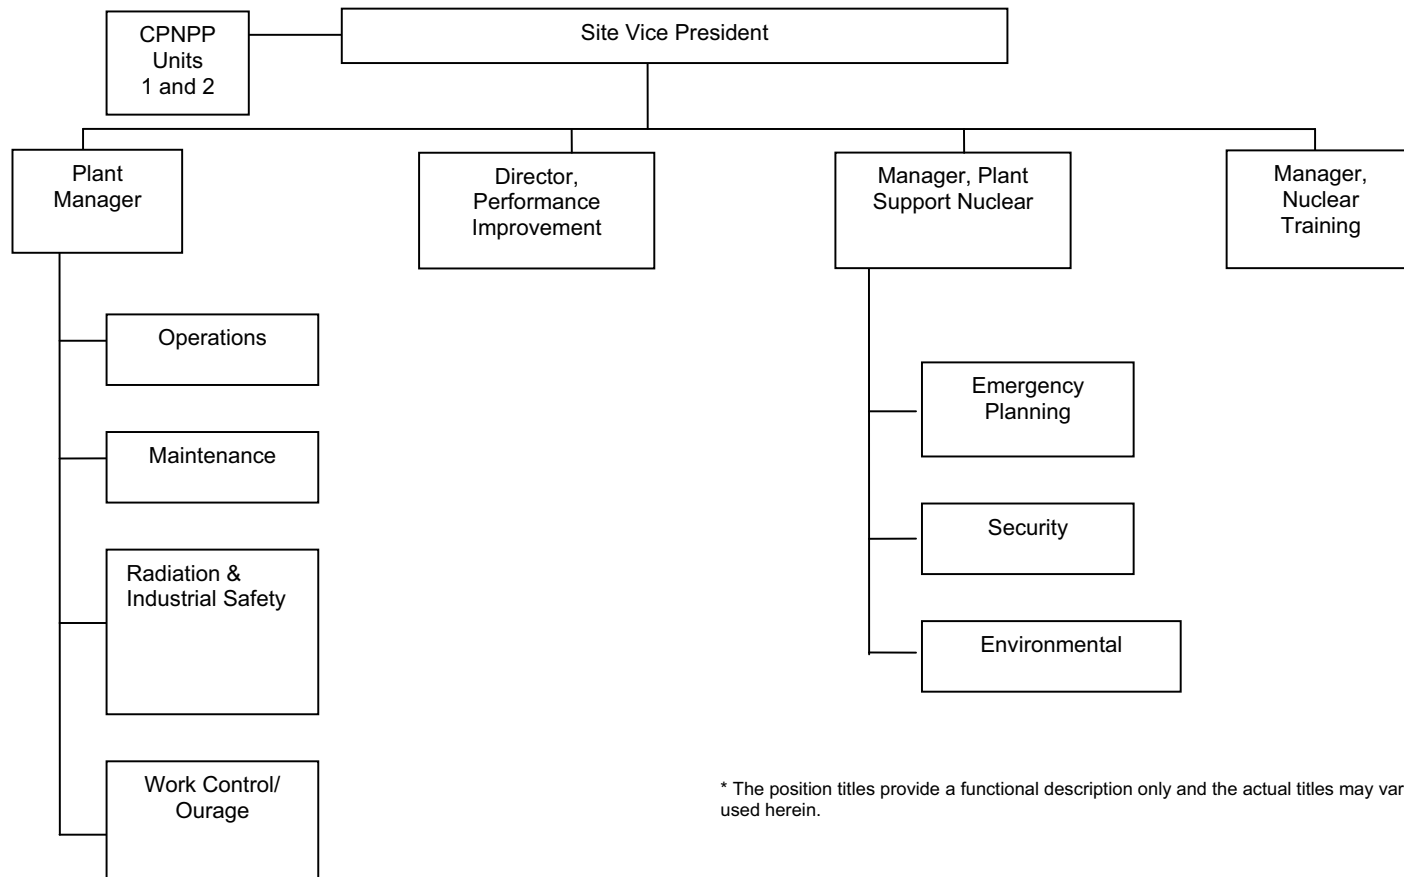 CPNPP
Units
1 and 2
Site Vice President
Plant
Manager
Director,
Performance
Improvement
Manager, Plant
Support Nuclear
Manager,
Nuclear
Training
Operations
Maintenance
Radiation &
Industrial Safety
Work Control/
Ourage
Emergency
Planning
Security
Environmental
* The position titles provide a functional description only and the actual titles may
used herein.